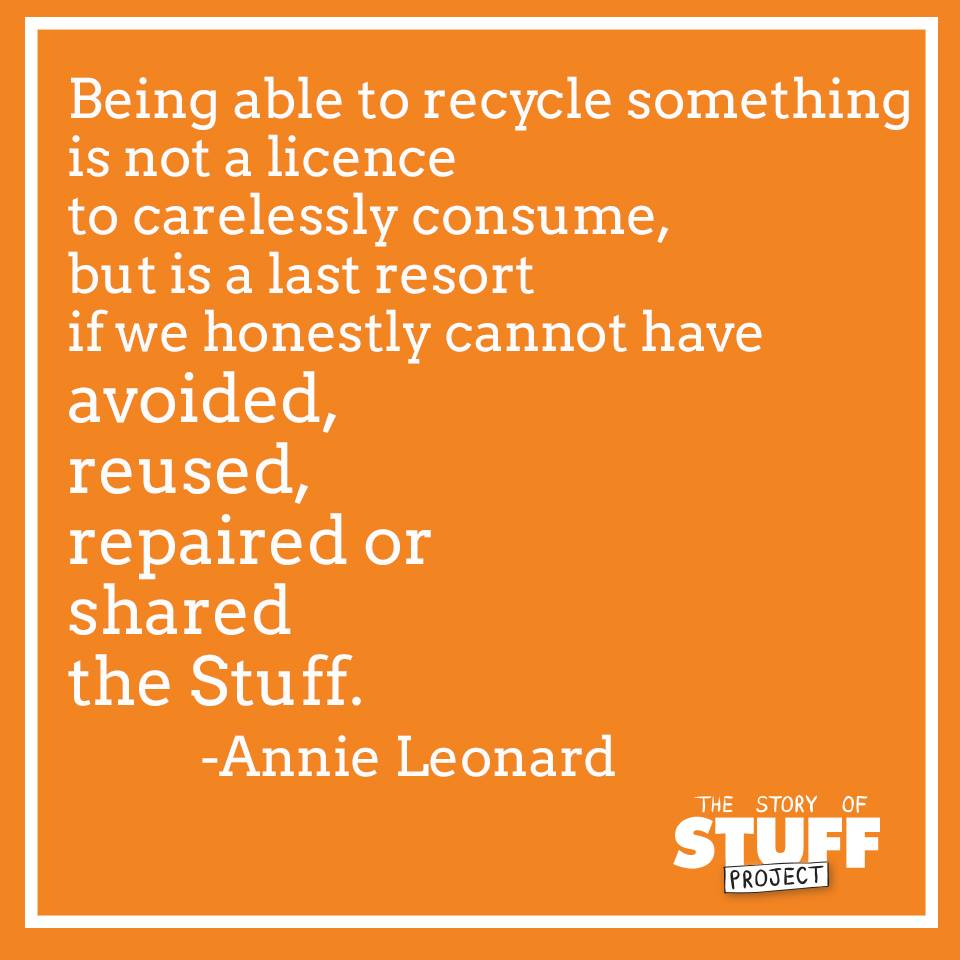 Being able to recycle something
is not a licence
to carelessly consume,
but is a last resort
if we honestly cannot have
avoided,
reused,
repaired or
shared
the Stuff.
-Annie Leonard
THE STORY OF
STUFF
PROJECT